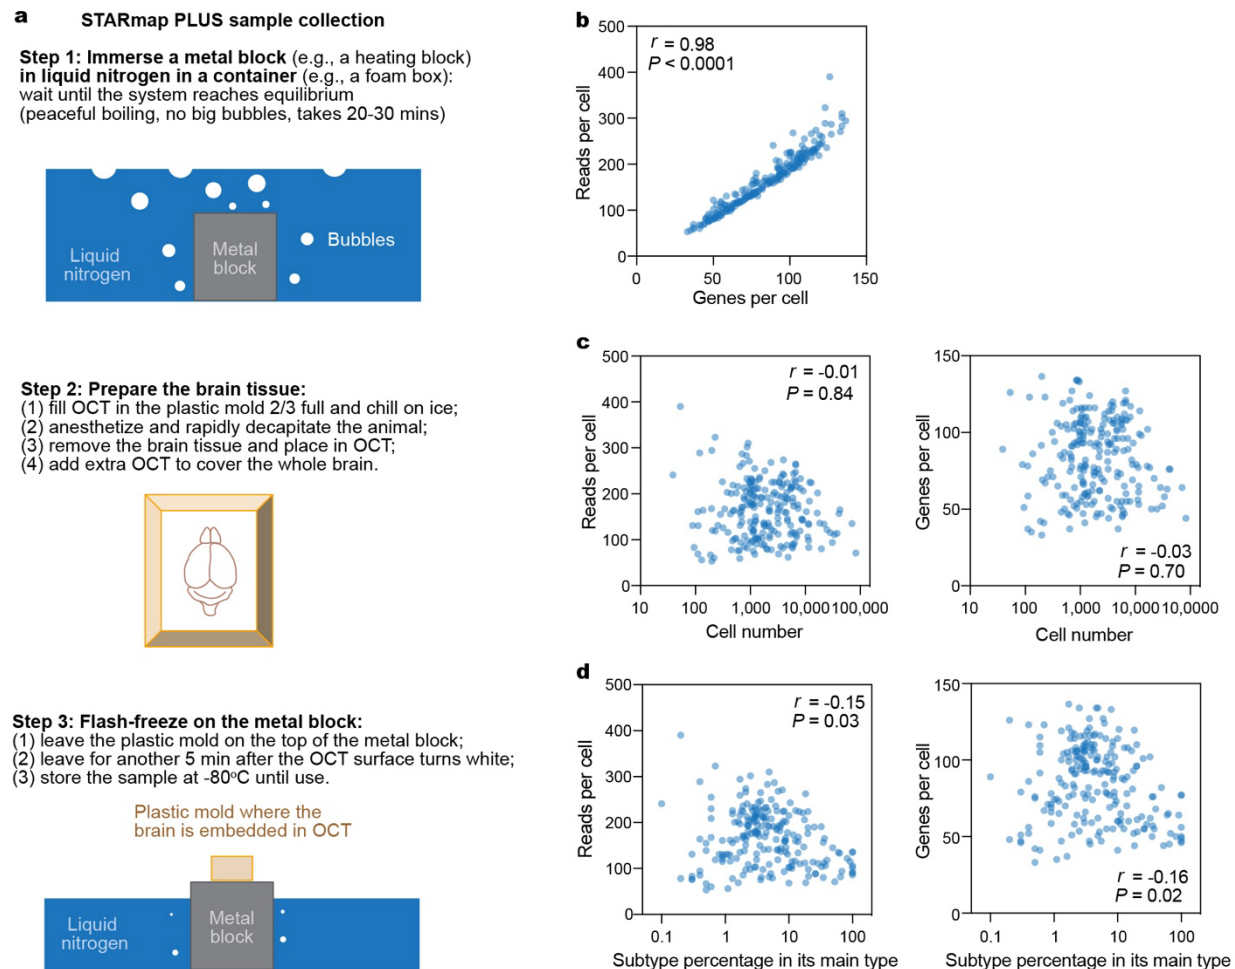 a
STARmap PLUS sample collection
Step 1: Immerse a metal block (e.g., a heating block)
in liquid nitrogen in a container (e.g., a foam box):
wait until the system reaches equilibrium
(peaceful boiling, no big bubbles, takes 20-30 mins)
Liquid
nitrogen
Metal
block
Bubbles
Step 2: Prepare the brain tissue:
(1) fill OCT in the plastic mold 2/3 full and chill on ice;
(2) anesthetize and rapidly decapitate the animal;
(3) remove the brain tissue and place in OCT;
(4) add extra OCT to cover the whole brain.
Step 3: Flash-freeze on the metal block:
(1) leave the plastic mold on the top of the metal block;
(2) leave for another 5 min after the OCT surface turns white;
(3) store the sample at -80°C until use.
Plastic mold where the
brain is embedded in OCT
Liquid
nitrogen
Metal
block
b
r = 0.98
P < 0.0001
Reads per cell
500
400
300
200
100
0
0 50 100 150
Genes per cell
c
r = -0.01
P = 0.84
Reads per cell
500
400
300
200
100
0
10 100 1,000 10,000 100,000
Cell number
Genes per cell
150
100
50
0
r = -0.03
P = 0.70
10 100 1,000 10,000 10,0000
Cell number
d
r = -0.15
P = 0.03
Reads per cell
500
400
300
200
100
0
0.1 1 10 100
Subtype percentage in its main type
Genes per cell
150
100
50
0
r = -0.16
P = 0.02
0.1 1 10 100
Subtype percentage in its main type